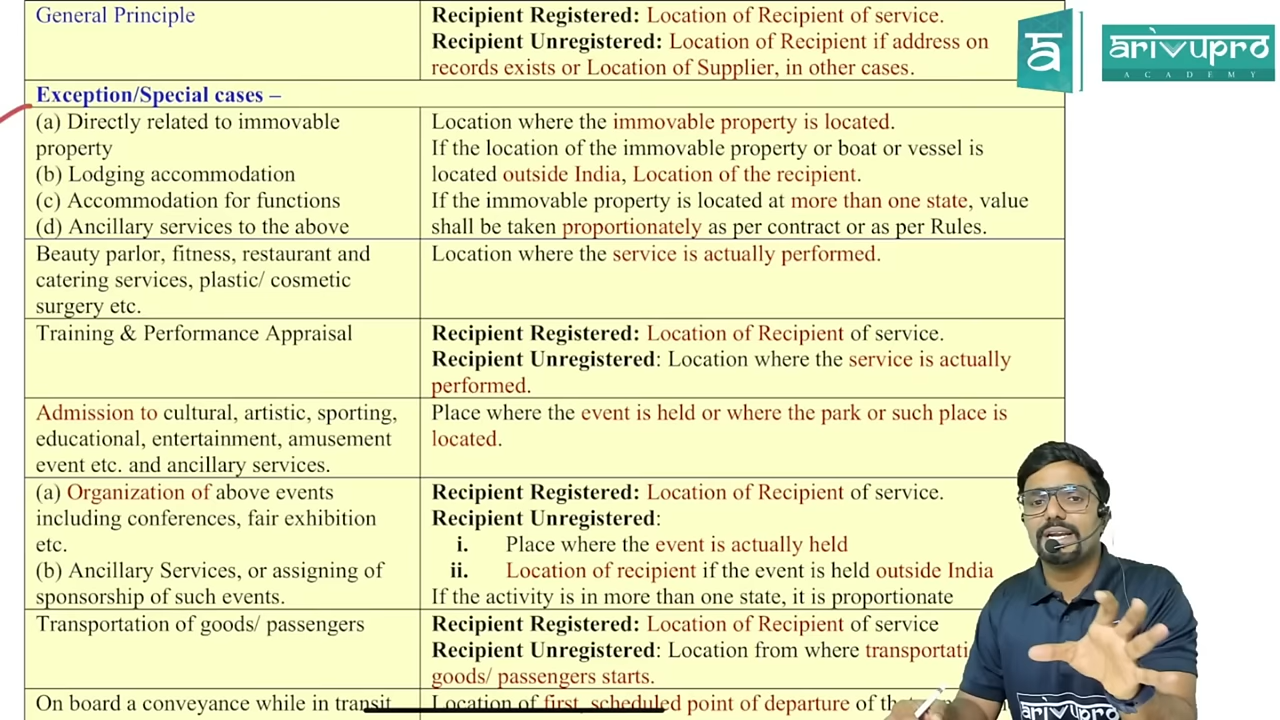 General Principle
Recipient Registered: Location of Recipient of service.
Recipient Unregistered: Location of Recipient if address on
records exists or Location of Supplier, in other cases.
Exception/Special cases –
(a) Directly related to immovable
property
(b) Lodging accommodation
(c) Accommodation for functions
(d) Ancillary services to the above
Location where the immovable property is located.
If the location of the immovable property or boat or vessel is
located outside India, Location of the recipient.
If the immovable property is located at more than one state, value
shall be taken proportionately as per contract or as per Rules.
Beauty parlor, fitness, restaurant and
catering services, plastic/ cosmetic
surgery etc.
Location where the service is actually performed.
Training & Performance Appraisal
Recipient Registered: Location of Recipient of service.
Recipient Unregistered: Location where the service is actually
performed.
Admission to cultural, artistic, sporting,
educational, entertainment, amusement
event etc. and ancillary services.
Place where the event is held or where the park or such place is
located.
(a) Organization of above events
including conferences, fair exhibition
etc.
(b) Ancillary Services, or assigning of
sponsorship of such events.
Recipient Registered: Location of Recipient of service.
Recipient Unregistered:
i. Place where the event is actually held
ii. Location of recipient if the event is held outside India
If the activity is in more than one state, it is proportionate
Transportation of goods/ passengers
Recipient Registered: Location of Recipient of service
Recipient Unregistered: Location from where
goods/ passengers starts.
On board a conveyance while in transit
Location of first scheduled point of departure of
arivupro
ACADEMY
arivupro